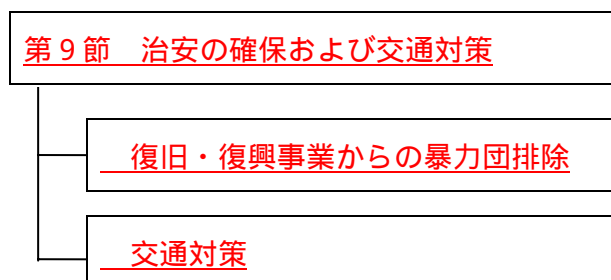 第９節　治安の確保および交通対策
復旧・復興事業からの暴力団排除
交通対策